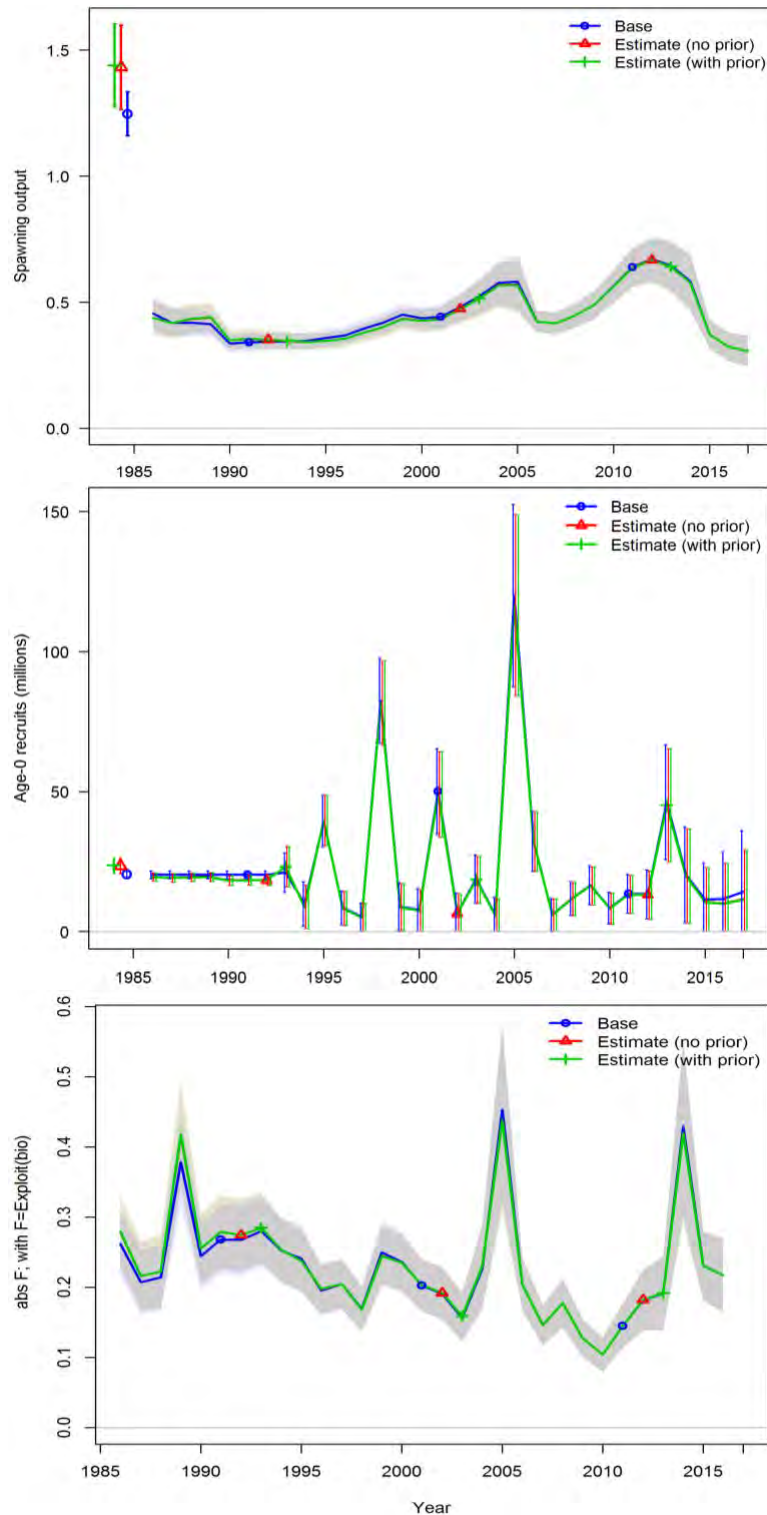 Base
Estimate (no prior)
Estimate (with prior)
Spawning output
1.5
1.0
0.5
0.0
1985 1990 1995 2000 2005 2010 2015
Base
Estimate (no prior)
Estimate (with prior)
Age-0 recruits (millions)
150
100
50
0
1985 1990 1995 2000 2005 2010 2015
Base
Estimate (no prior)
Estimate (with prior)
abs F; with F=Exploit(bio)
0.6
0.5
0.4
0.3
0.2
0.1
0.0
1985 1990 1995 2000 2005 2010 2015
Year